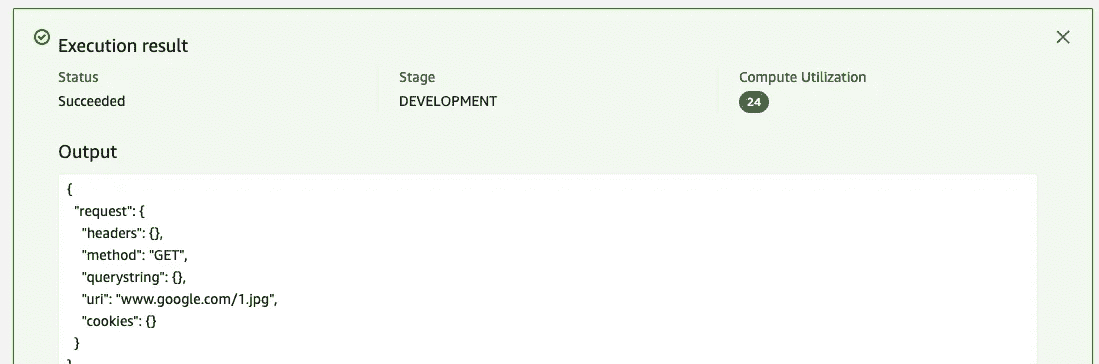 Execution result
Status
Stage
Compute Utilization
Succeeded
DEVELOPMENT
24
Output
{
"request": {
"headers": {},
"method": "GET",
"querystring": {},
"uri": "www.google.com/1.jpg",
"cookies": {}
}
}